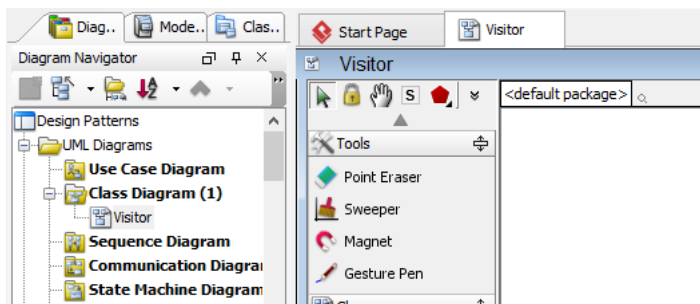 Diag..
Mode..
Clas..
Start Page
Visitor
Diagram Navigator
Visitor
S
<default package>
Design Patterns
UML Diagrams
Use Case Diagram
Class Diagram (1)
Visitor
Sequence Diagram
Communication Diagra
State Machine Diagram
Tools
Point Eraser
Sweeper
Magnet
Gesture Pen